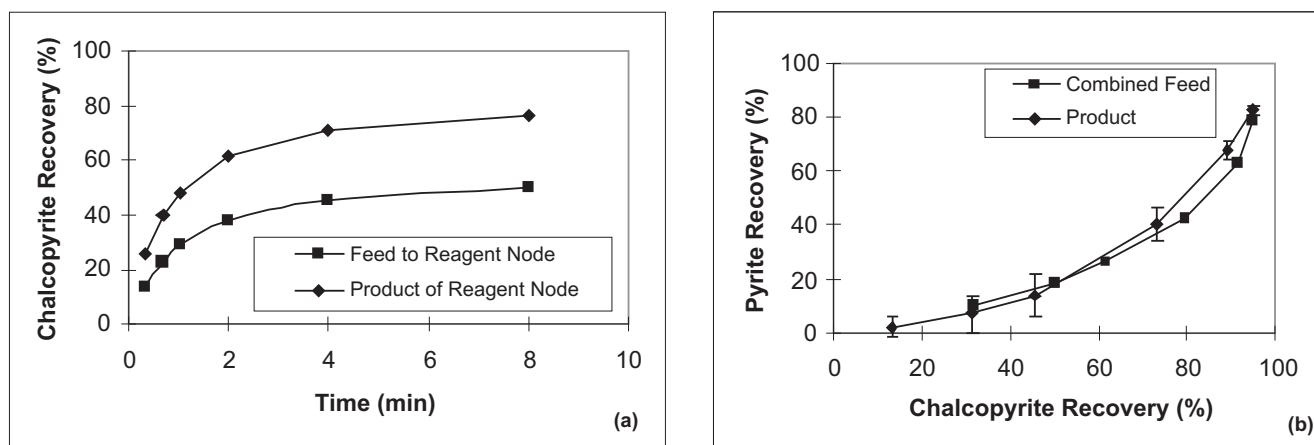 Chalcopyrite Recovery (%)
100
80
60
40
20
0
Feed to Reagent Node
Product of Reagent Node
0 2 4 6 8 10
Time (min)
(a)
Pyrite Recovery (%)
100
80
60
40
20
0
Combined Feed
Product
0 20 40 60 80 100
Chalcopyrite Recovery (%)
(b)